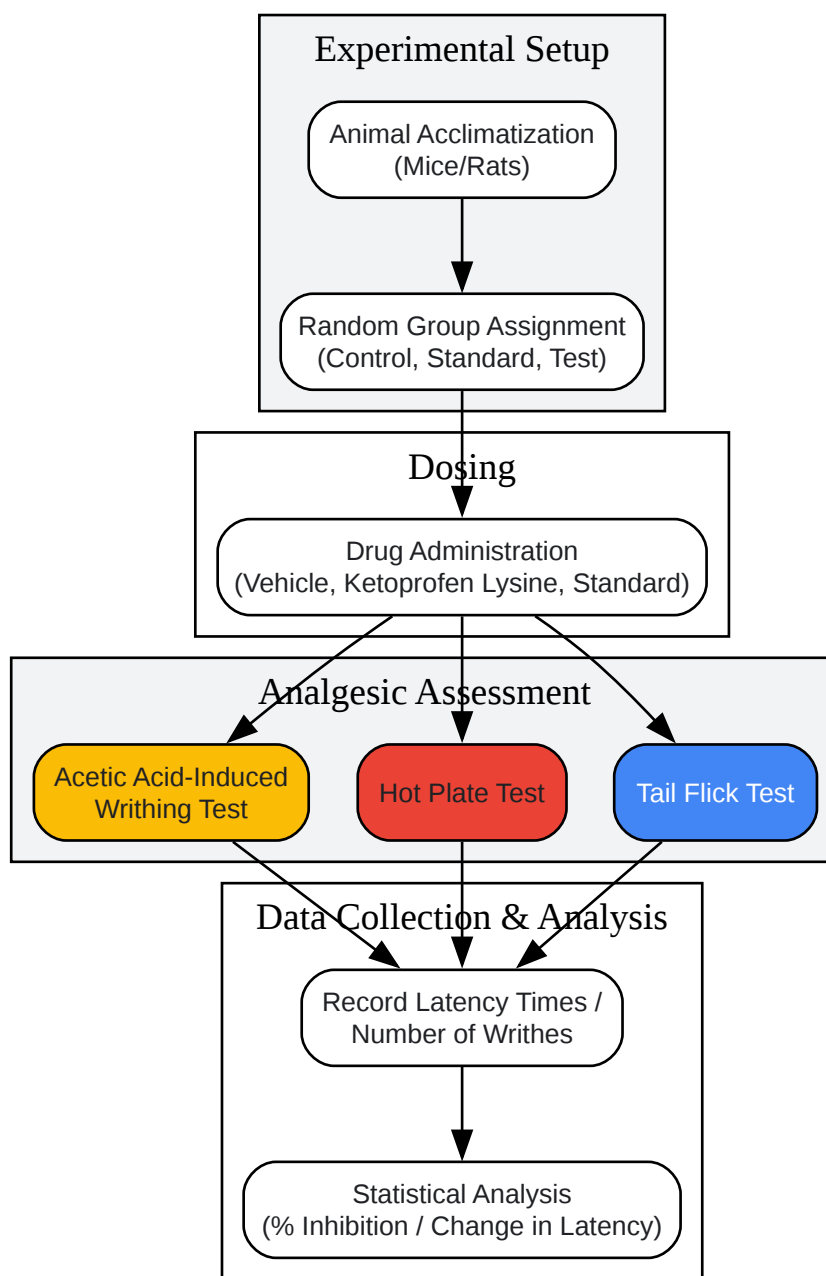 Experimental Setup
Animal Acclimatization
(Mice/Rats)
Random Group Assignment
(Control, Standard, Test)
Dosing
Drug Administration
(Vehicle, Ketoprofen Lysine, Standard)
Analgesic Assessment
Acetic Acid-Induced
Writhing Test
Hot Plate Test
Tail Flick Test
Data Collection & Analysis
Record Latency Times /
Number of Writhes
Statistical Analysis
(% Inhibition / Change in Latency)